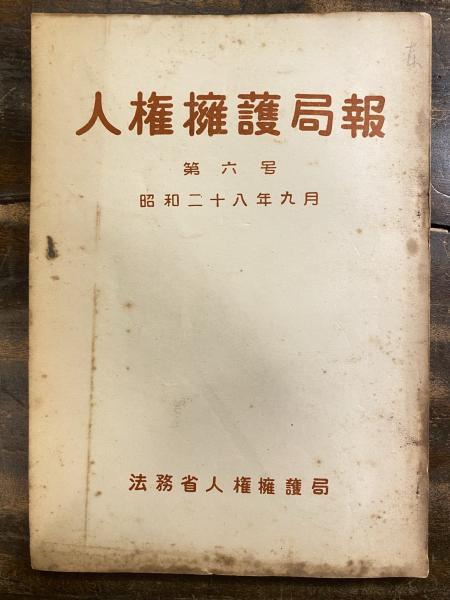 人権擁護局報
第六号
昭和二十八年九月
法務省人権擁護局